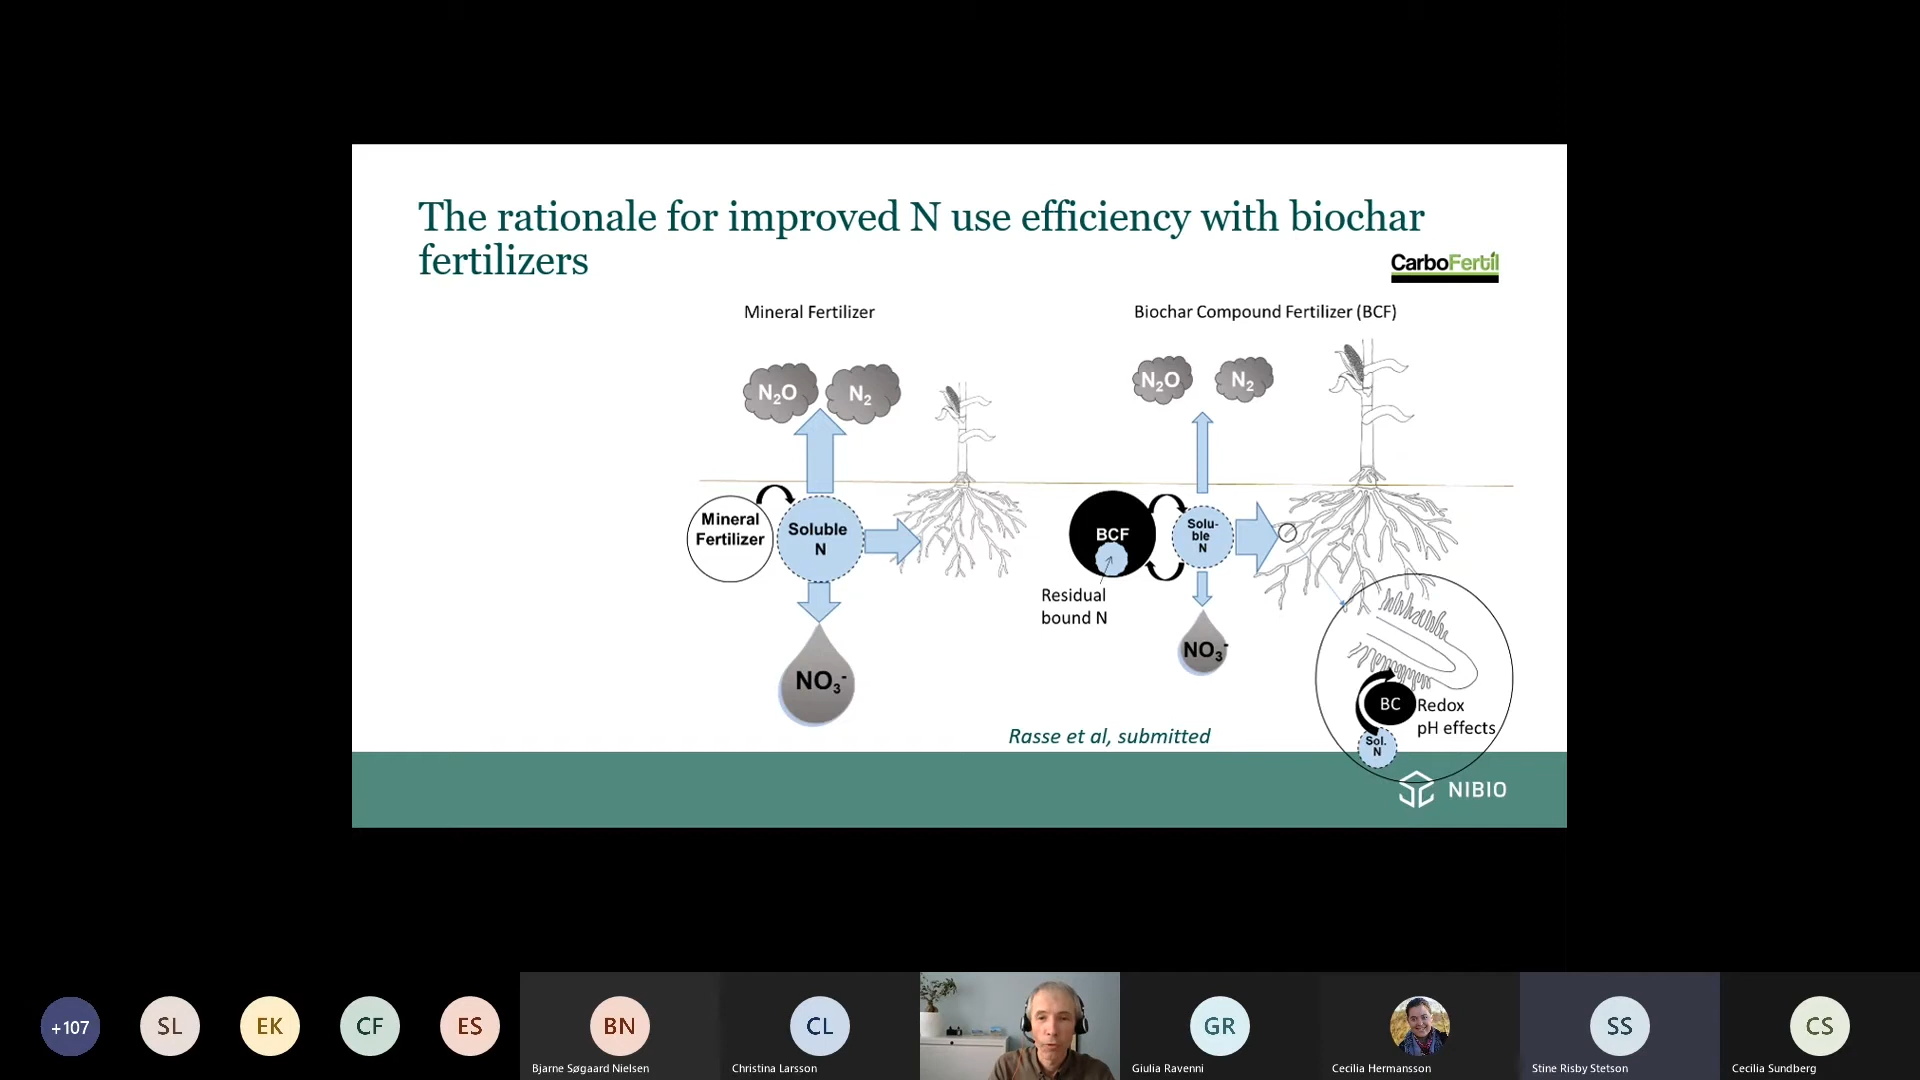 The rationale for improved N use efficiency with biochar
fertilizers
CarboFertil
Mineral Fertilizer
Biochar Compound Fertilizer (BCF)
N₂O
N₂
N₂O
N₂
Mineral
Fertilizer
Soluble
N
BCF
Solu-
ble
N
Residual
bound N
NO₃⁻
NO₃⁻
BC
Redox
pH effects
Sol.
N
Rasse et al, submitted
NIBIO
+107
SL
EK
CF
ES
BN
CL
GR
SS
CS
Bjarne Søgaard Nielsen
Christina Larsson
Giulia Ravenni
Cecilia Hermansson
Stine Risby Stetson
Cecilia Sundberg